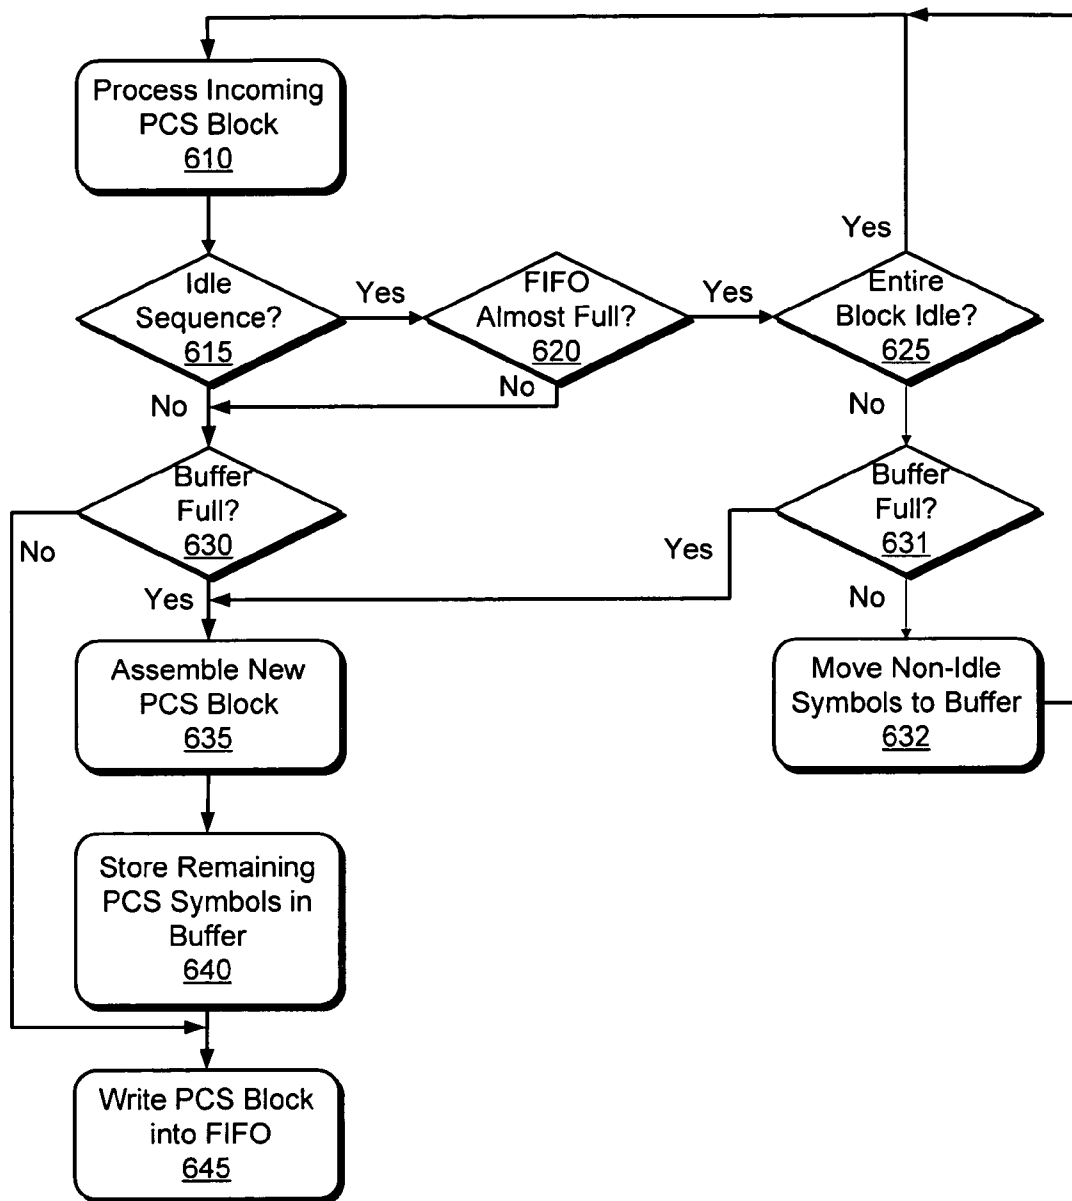 Process Incoming
PCS Block
610
Yes
Idle
Sequence?
615
Yes
FIFO
Almost Full?
620
Yes
Entire
Block Idle?
625
No
No
No
Buffer
Full?
630
Buffer
Full?
631
No
Yes
Yes
No
Assemble New
PCS Block
635
Move Non-Idle
Symbols to Buffer
632
Store Remaining
PCS Symbols in
Buffer
640
Write PCS Block
into FIFO
645